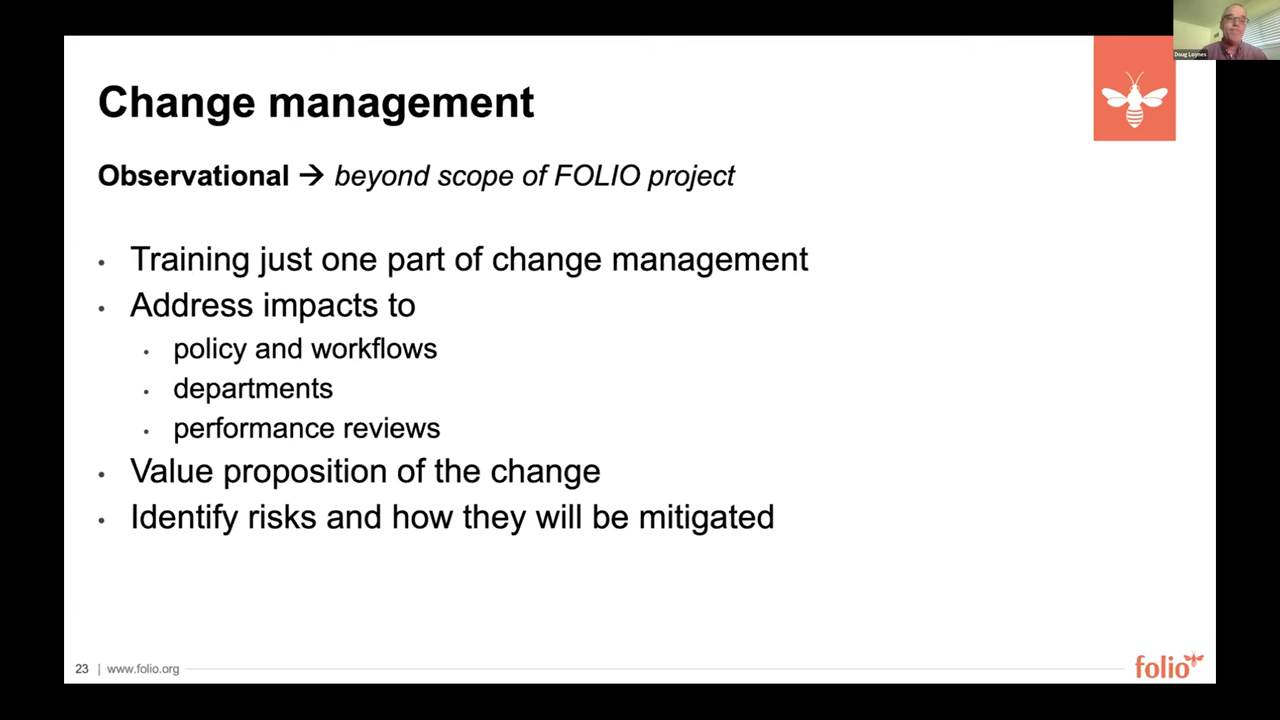 Doug Loynes
Change management
Observational → beyond scope of FOLIO project
• Training just one part of change management
• Address impacts to
• policy and workflows
• departments
• performance reviews
• Value proposition of the change
• Identify risks and how they will be mitigated
23 | www.folio.org
folio